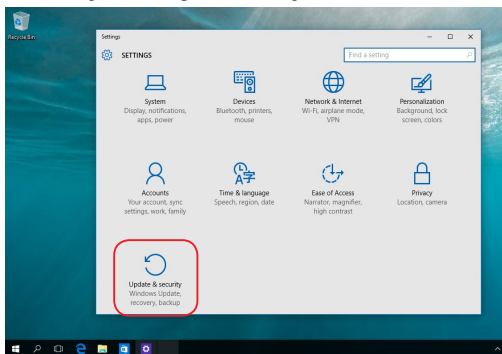 Recycle Bin
Settings
SETTINGS
Find a setting
System
Display, notifications,
apps, power
Devices
Bluetooth, printers,
mouse
Network & Internet
Wi-Fi, airplane mode,
VPN
Personalization
Background, lock
screen, colors
Accounts
Your account, sync
settings, work, family
Time & language
Speech, region, date
Ease of Access
Narrator, magnifier,
high contrast
Privacy
Location, camera
Update & security
Windows Update,
recovery, backup